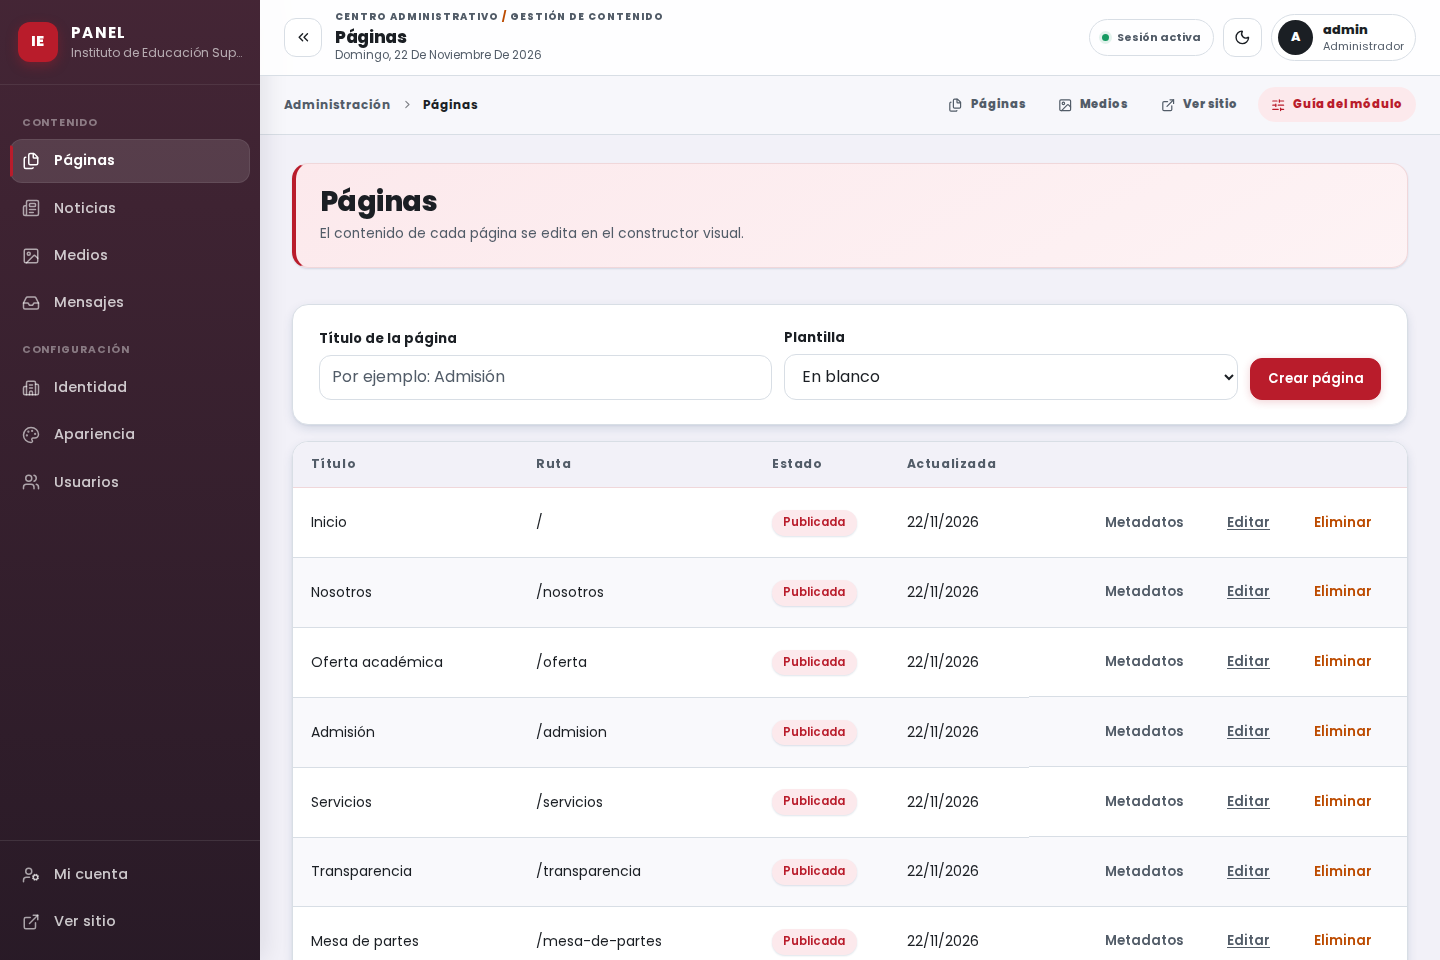 IE
PANEL
Instituto de Educación Sup...
CONTENIDO
Páginas
Noticias
Medios
Mensajes
CONFIGURACIÓN
Identidad
Apariencia
Usuarios
Mi cuenta
Ver sitio
CENTRO ADMINISTRATIVO / GESTIÓN DE CONTENIDO
Páginas
Domingo, 22 De Noviembre De 2026
Sesión activa
A
admin
Administrador
Administración > Páginas
Páginas
Medios
Ver sitio
Guía del módulo
Páginas
El contenido de cada página se edita en el constructor visual.
Título de la página
Por ejemplo: Admisión
Plantilla
En blanco
Crear página
Título Ruta Estado Actualizada
Inicio / Publicada 22/11/2026 Metadatos Editar Eliminar
Nosotros /nosotros Publicada 22/11/2026 Metadatos Editar Eliminar
Oferta académica /oferta Publicada 22/11/2026 Metadatos Editar Eliminar
Admisión /admision Publicada 22/11/2026 Metadatos Editar Eliminar
Servicios /servicios Publicada 22/11/2026 Metadatos Editar Eliminar
Transparencia /transparencia Publicada 22/11/2026 Metadatos Editar Eliminar
Mesa de partes /mesa-de-partes Publicada 22/11/2026 Metadatos Editar Eliminar